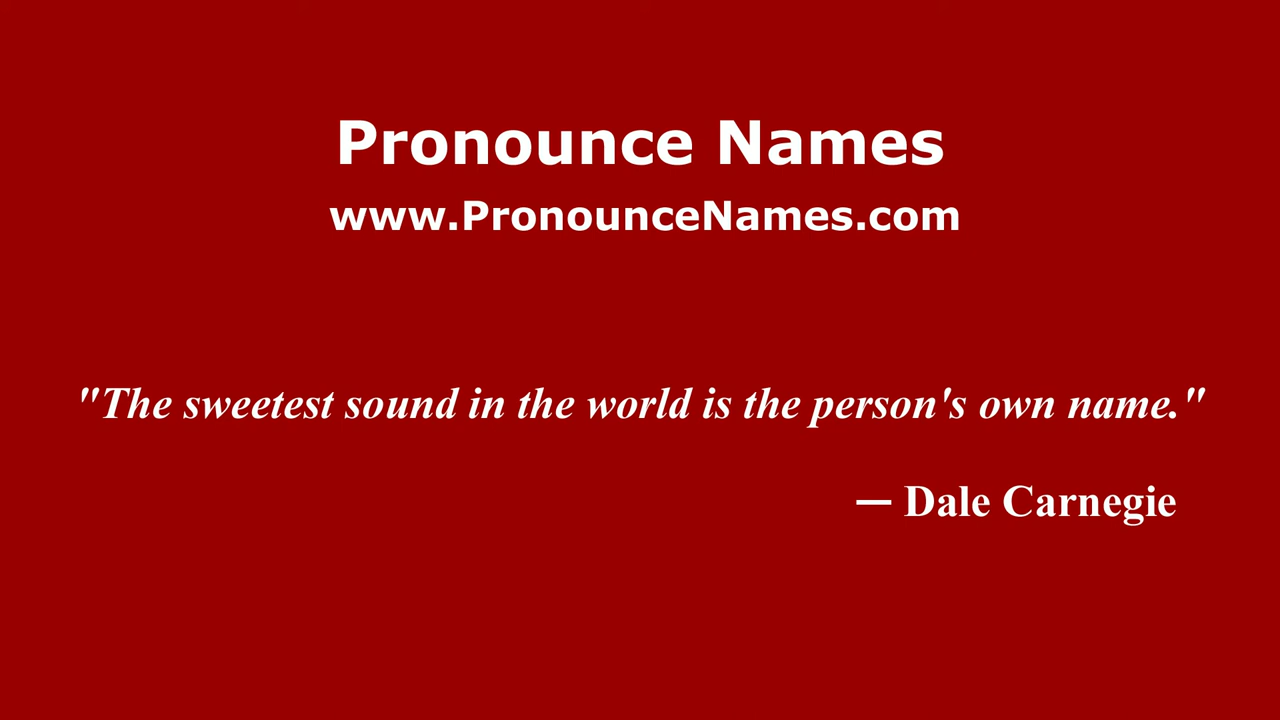 Pronounce Names
www.PronounceNames.com
"The sweetest sound in the world is the person's own name."
— Dale Carnegie